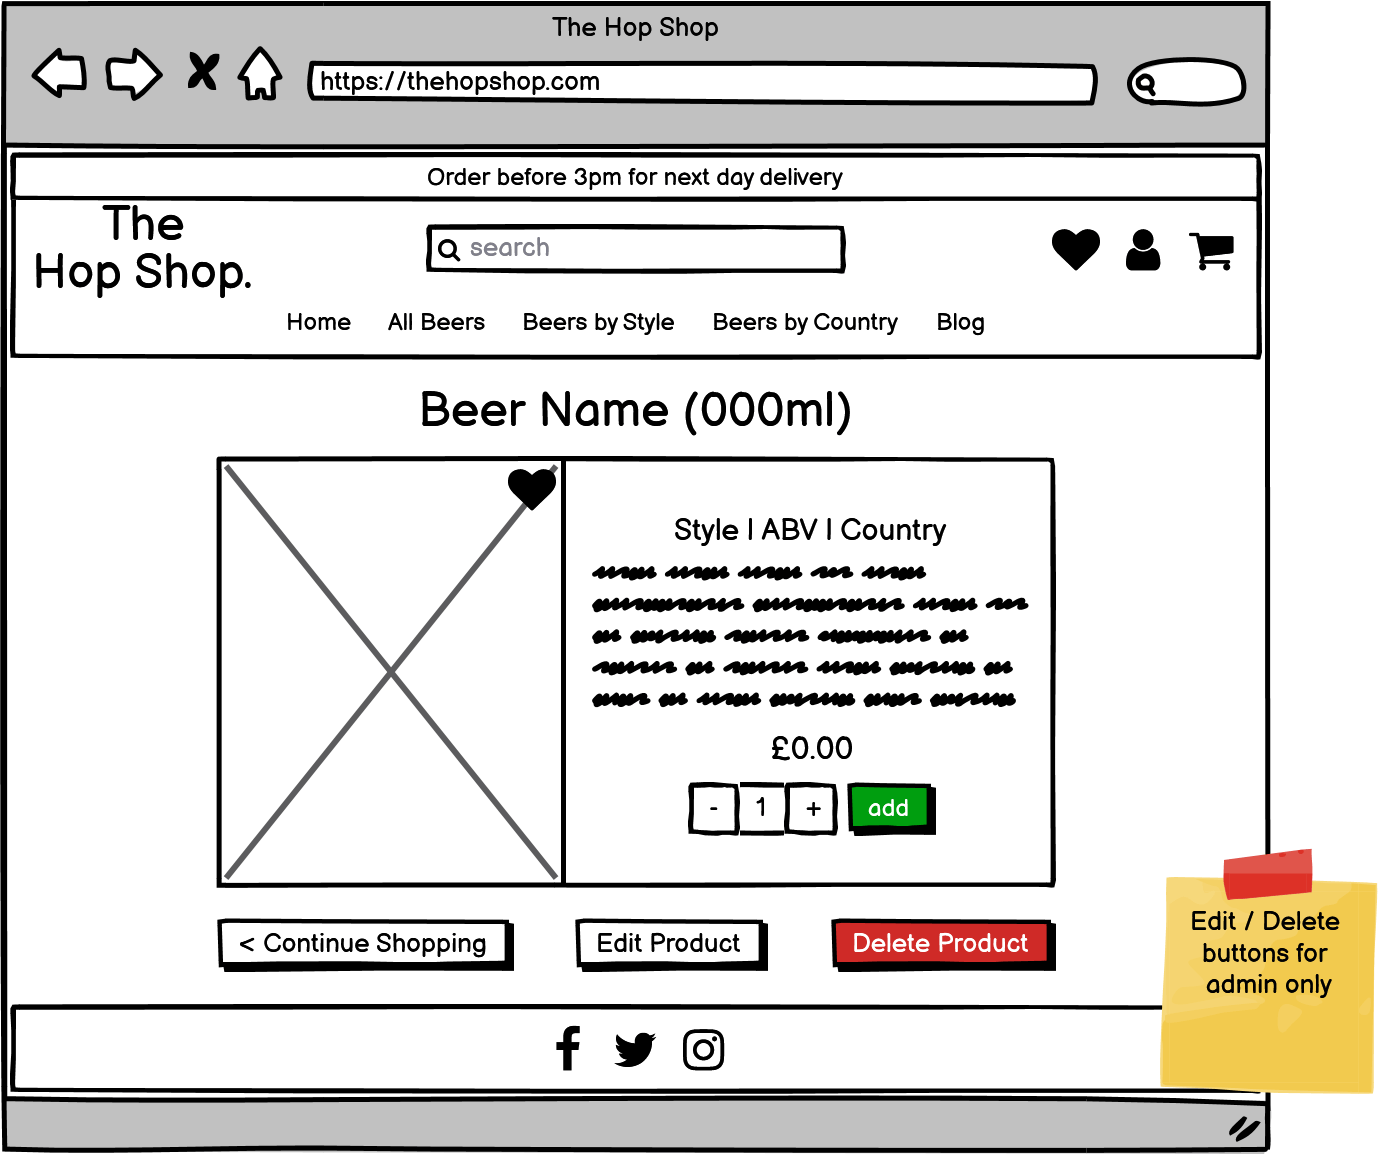 The Hop Shop
https://thehopshop.com
Order before 3pm for next day delivery
The
Hop Shop.
search
Home All Beers Beers by Style Beers by Country Blog
Beer Name (000ml)
Style | ABV | Country
£0.00
- 1 + add
< Continue Shopping Edit Product Delete Product
Edit / Delete
buttons for
admin only